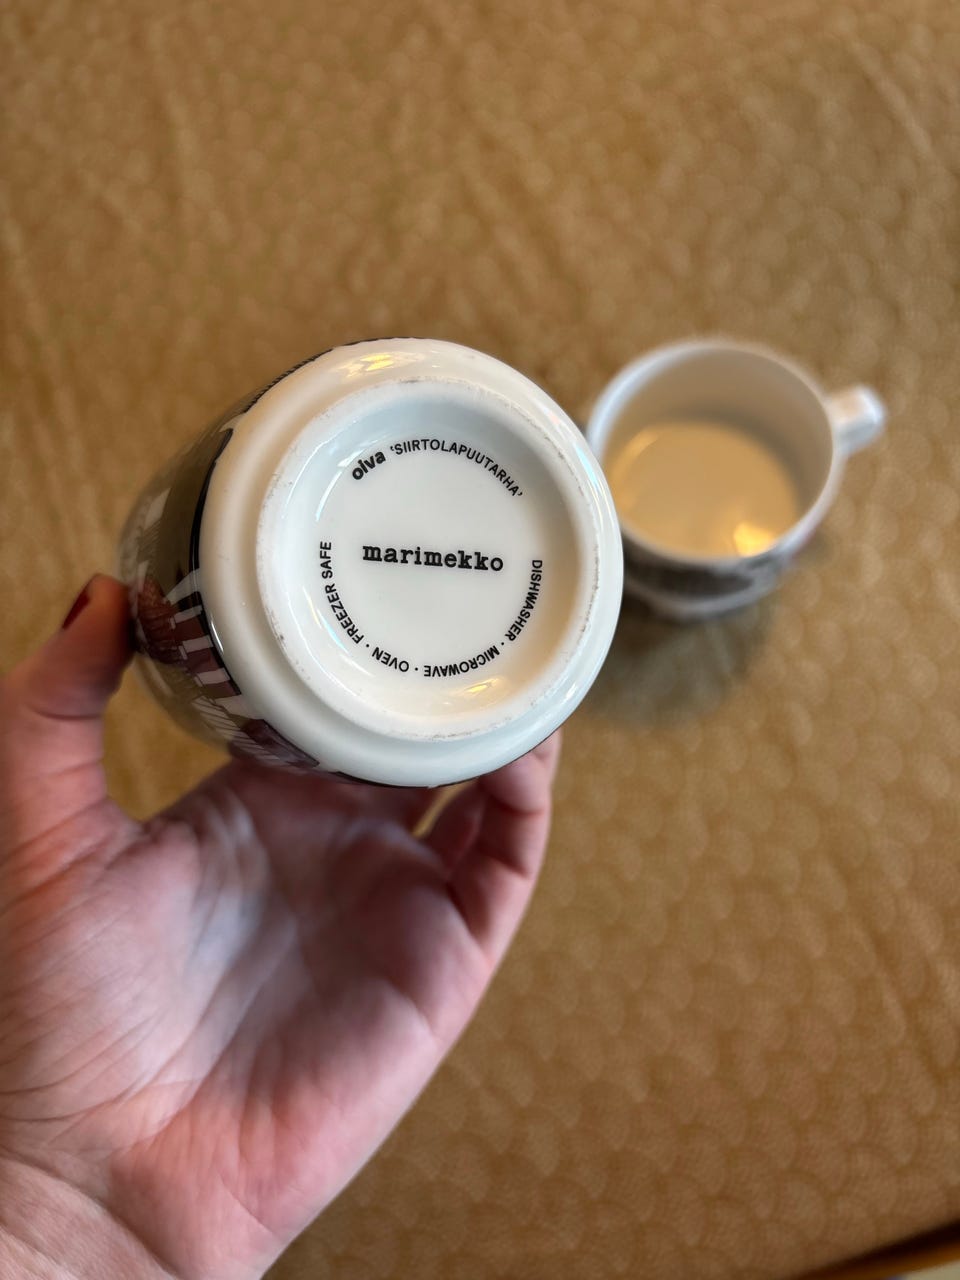 oiva 'SIIRTOLAPUUTARHA'
marimekko
DISHWASHER · MICROWAVE · OVEN · FREEZER SAFE